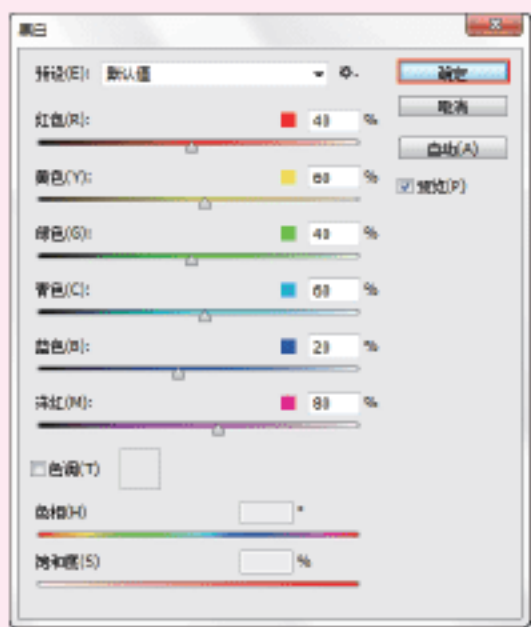 黑白
预设(E): 默认值
确定
取消
自动(A)
预览(P)
红色(R): 40 %
黄色(Y): 60 %
绿色(G): 40 %
青色(C): 60 %
蓝色(B): 20 %
洋红(M): 80 %
色调(T)
色相(H) °
饱和度(S) %